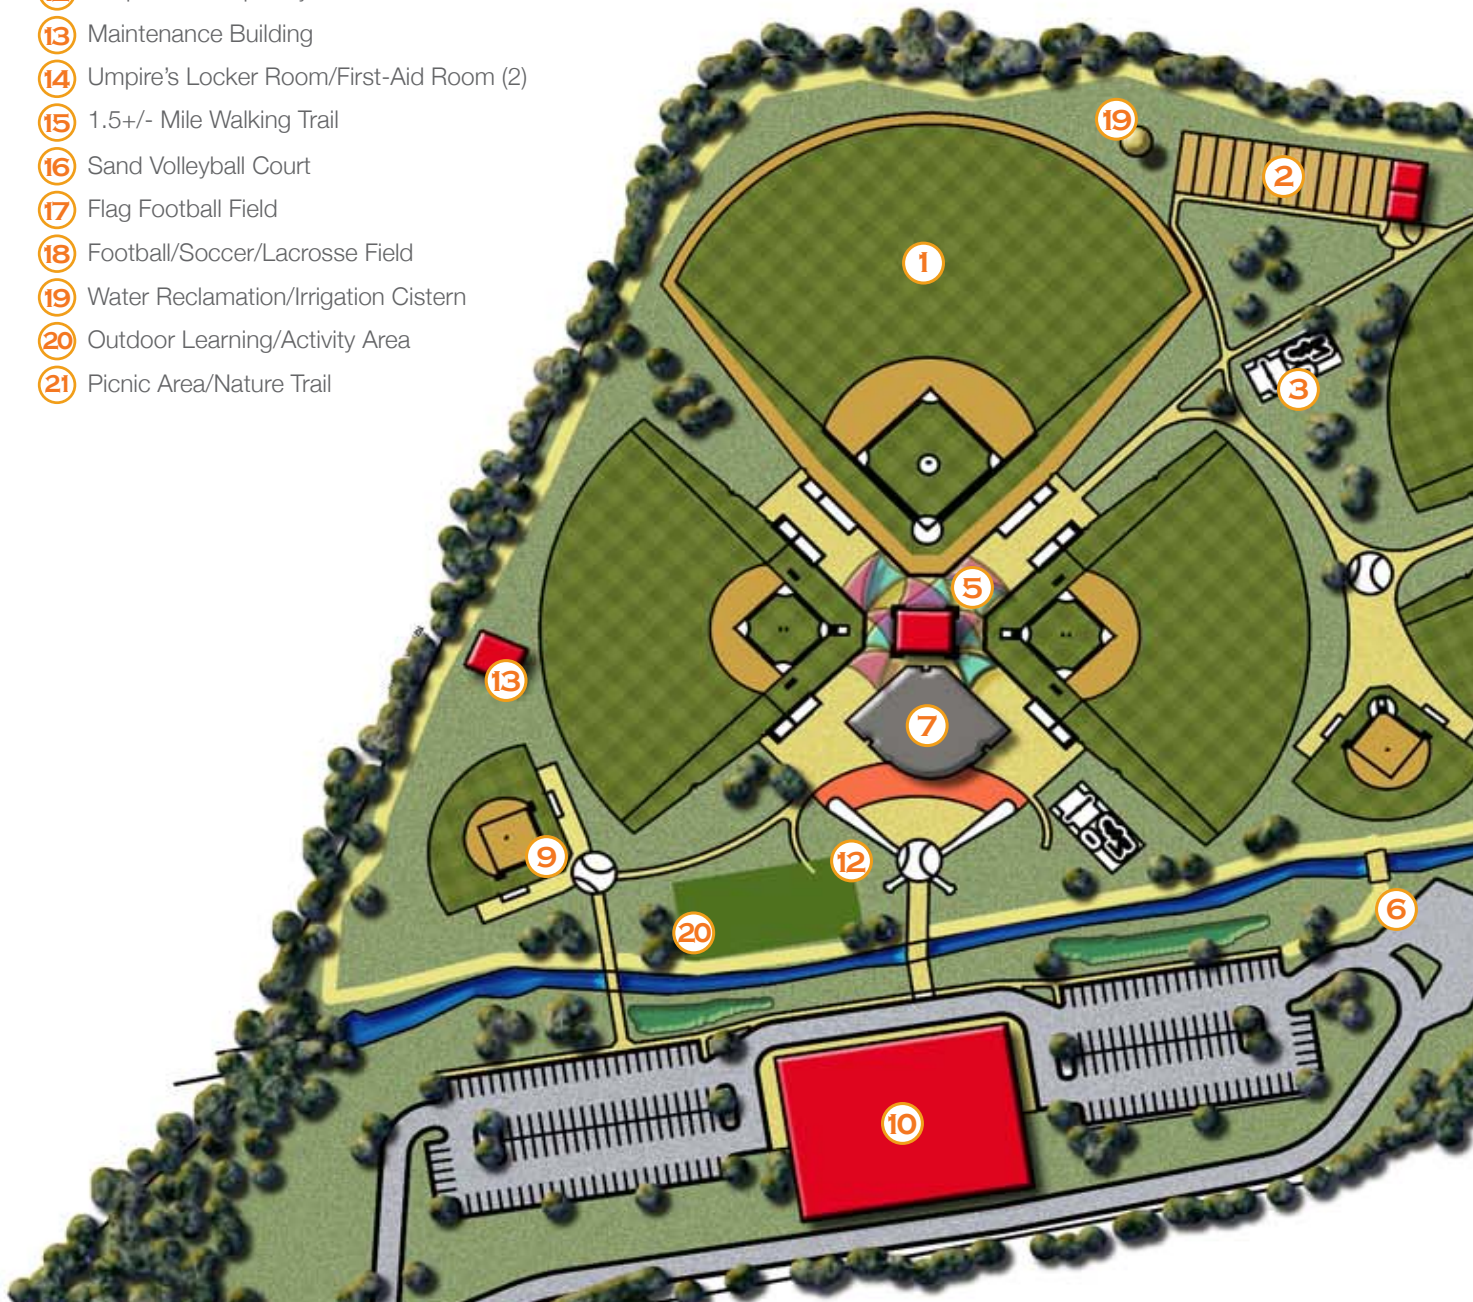 13 Maintenance Building
14 Umpire's Locker Room/First-Aid Room (2)
15 1.5+/- Mile Walking Trail
16 Sand Volleyball Court
17 Flag Football Field
18 Football/Soccer/Lacrosse Field
19 Water Reclamation/Irrigation Cistern
20 Outdoor Learning/Activity Area
21 Picnic Area/Nature Trail
19
2
1
3
5
13
7
9
12
6
20
10